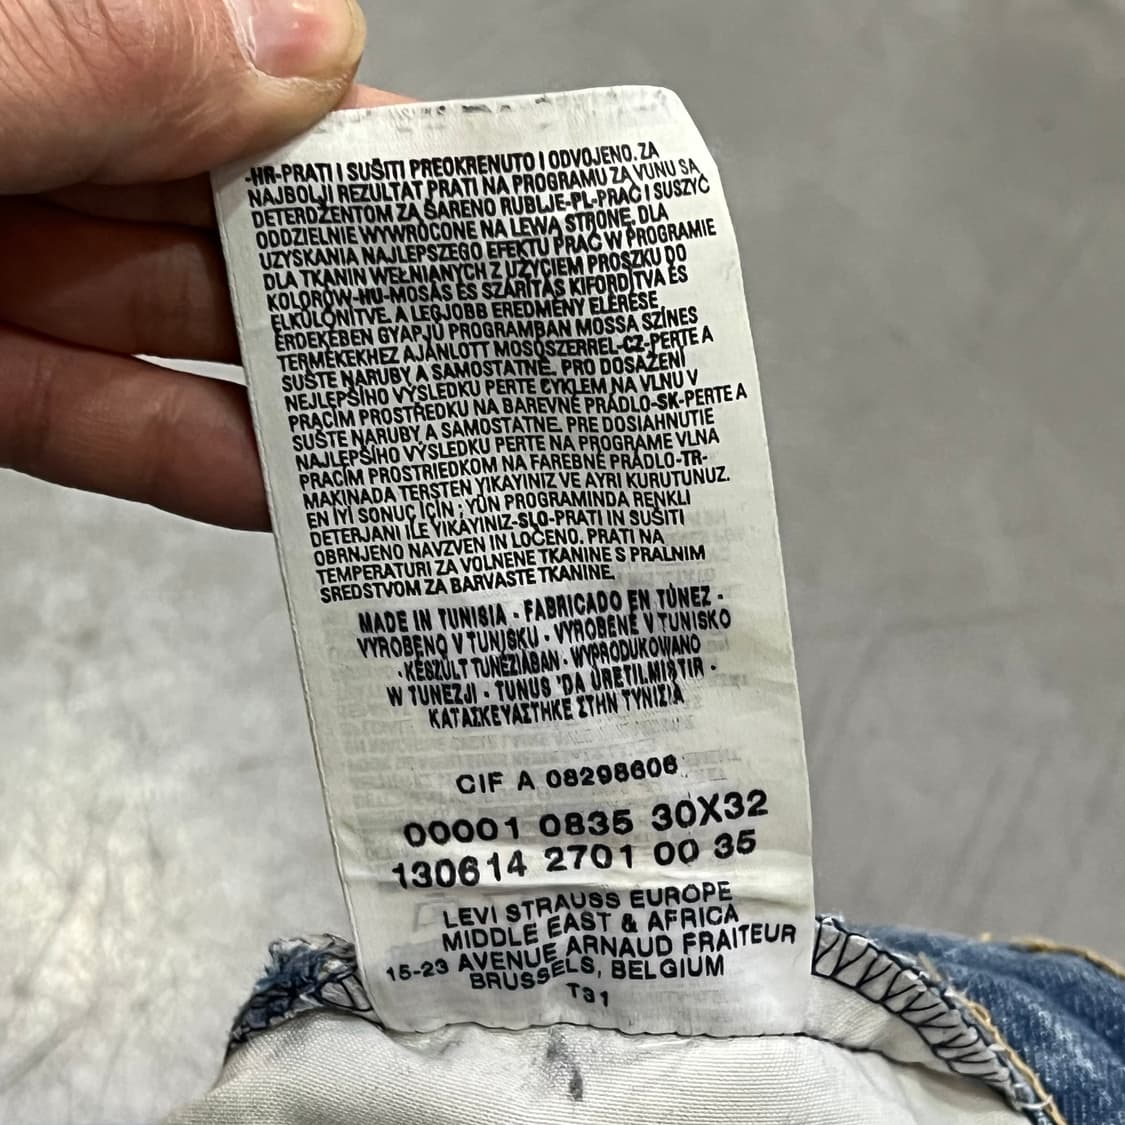 -HR-PRATI I SUŠITI PREOKRENUTO I ODVOJENO. ZA
NAJBOLJI REZULTAT PRATI NA PROGRAMU ZA VUNU SA
DETERDŽENTOM ZA ŠARENO RUBLJE-PL-PRAĆ I SUSZYĆ
ODDZIELNIE WYWRÓCONE NA LEWĄ STRONĘ. DLA
UZYSKANIA NAJLEPSZEGO EFEKTU PRAĆ W PROGRAMIE
DLA TKANIN WEŁNIANYCH Z UŻYCIEM PROSZKU DO
KOLORÓW-HU-MOSÁS ÉS SZÁRÍTÁS KIFORDÍTVA ÉS
ELKÜLÖNÍTVE. A LEGJOBB EREDMÉNY ELÉRÉSE
ÉRDEKÉBEN GYAPJÚ PROGRAMBAN MOSSA SZÍNES
TERMÉKEKHEZ AJÁNLOTT MOSÓSZERREL-CZ-PERTE A
SUŠTE NARUBY A SAMOSTATNĚ. PRO DOSAŽENÍ
NEJLEPŠÍHO VÝSLEDKU PERTE CYKLEM NA VLNU V
PRACÍM PROSTŘEDKU NA BAREVNÉ PRÁDLO-SK-PERTE A
SUŠTE NARUBY A SAMOSTATNE. PRE DOSIAHNUTIE
NAJLEPŠIHO VÝSLEDKU PERTE NA PROGRAME VLNA
PRACÍM PROSTRIEDKOM NA FAREBNÉ PRÁDLO-TR-
MAKINADA TERSTEN YIKAYINIZ VE AYRI KURUTUNUZ.
EN İYİ SONUÇ İÇİN ; YÜN PROGRAMINDA RENKLI
DETERJANI ILE YIKAYINIZ-SLO-PRATI IN SUŠITI
OBRNJENO NAVZVEN IN LOČENO. PRATI NA
TEMPERATURI ZA VOLNENE TKANINE S PRALNIM
SREDSTVOM ZA BARVASTE TKANINE.
MADE IN TUNISIA - FABRICADO EN TÚNEZ -
VYROBENO V TUNISKU - VYROBENÉ V TUNISKO
-KÉSZÜLT TUNÉZIÁBAN - WYPRODUKOWANO
W TUNEZJI - TUNUS 'DA ÜRETILMIŞTIR -
ΚΑΤΑΣΚΕΥΑΣΤΗΚΕ ΣΤΗΝ ΤΥΝΙΖΙΑ
CIF A 08298606
00001 0835 30X32
130614 2701 00 35
LEVI STRAUSS EUROPE
MIDDLE EAST & AFRICA
15-23 AVENUE ARNAUD FRAITEUR
BRUSSELS, BELGIUM
T31